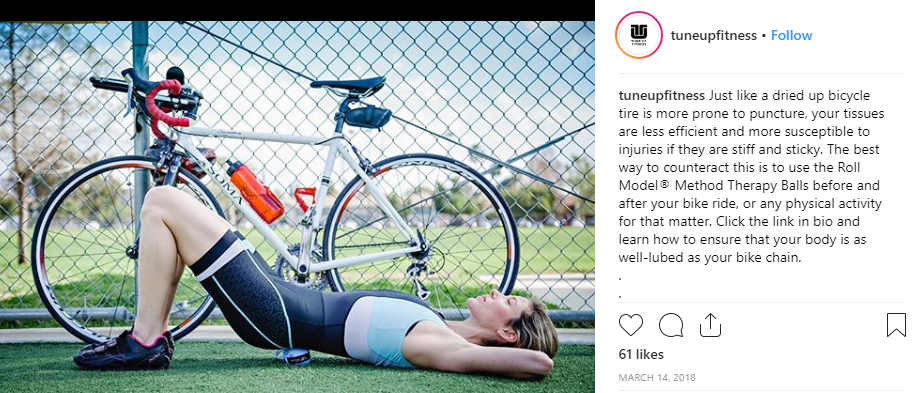 tuneupfitness • Follow
tuneupfitness Just like a dried up bicycle
tire is more prone to puncture, your tissues
are less efficient and more susceptible to
injuries if they are stiff and sticky. The best
way to counteract this is to use the Roll
Model® Method Therapy Balls before and
after your bike ride, or any physical activity
for that matter. Click the link in bio and
learn how to ensure that your body is as
well-lubed as your bike chain.
.
.
61 likes
MARCH 14, 2018